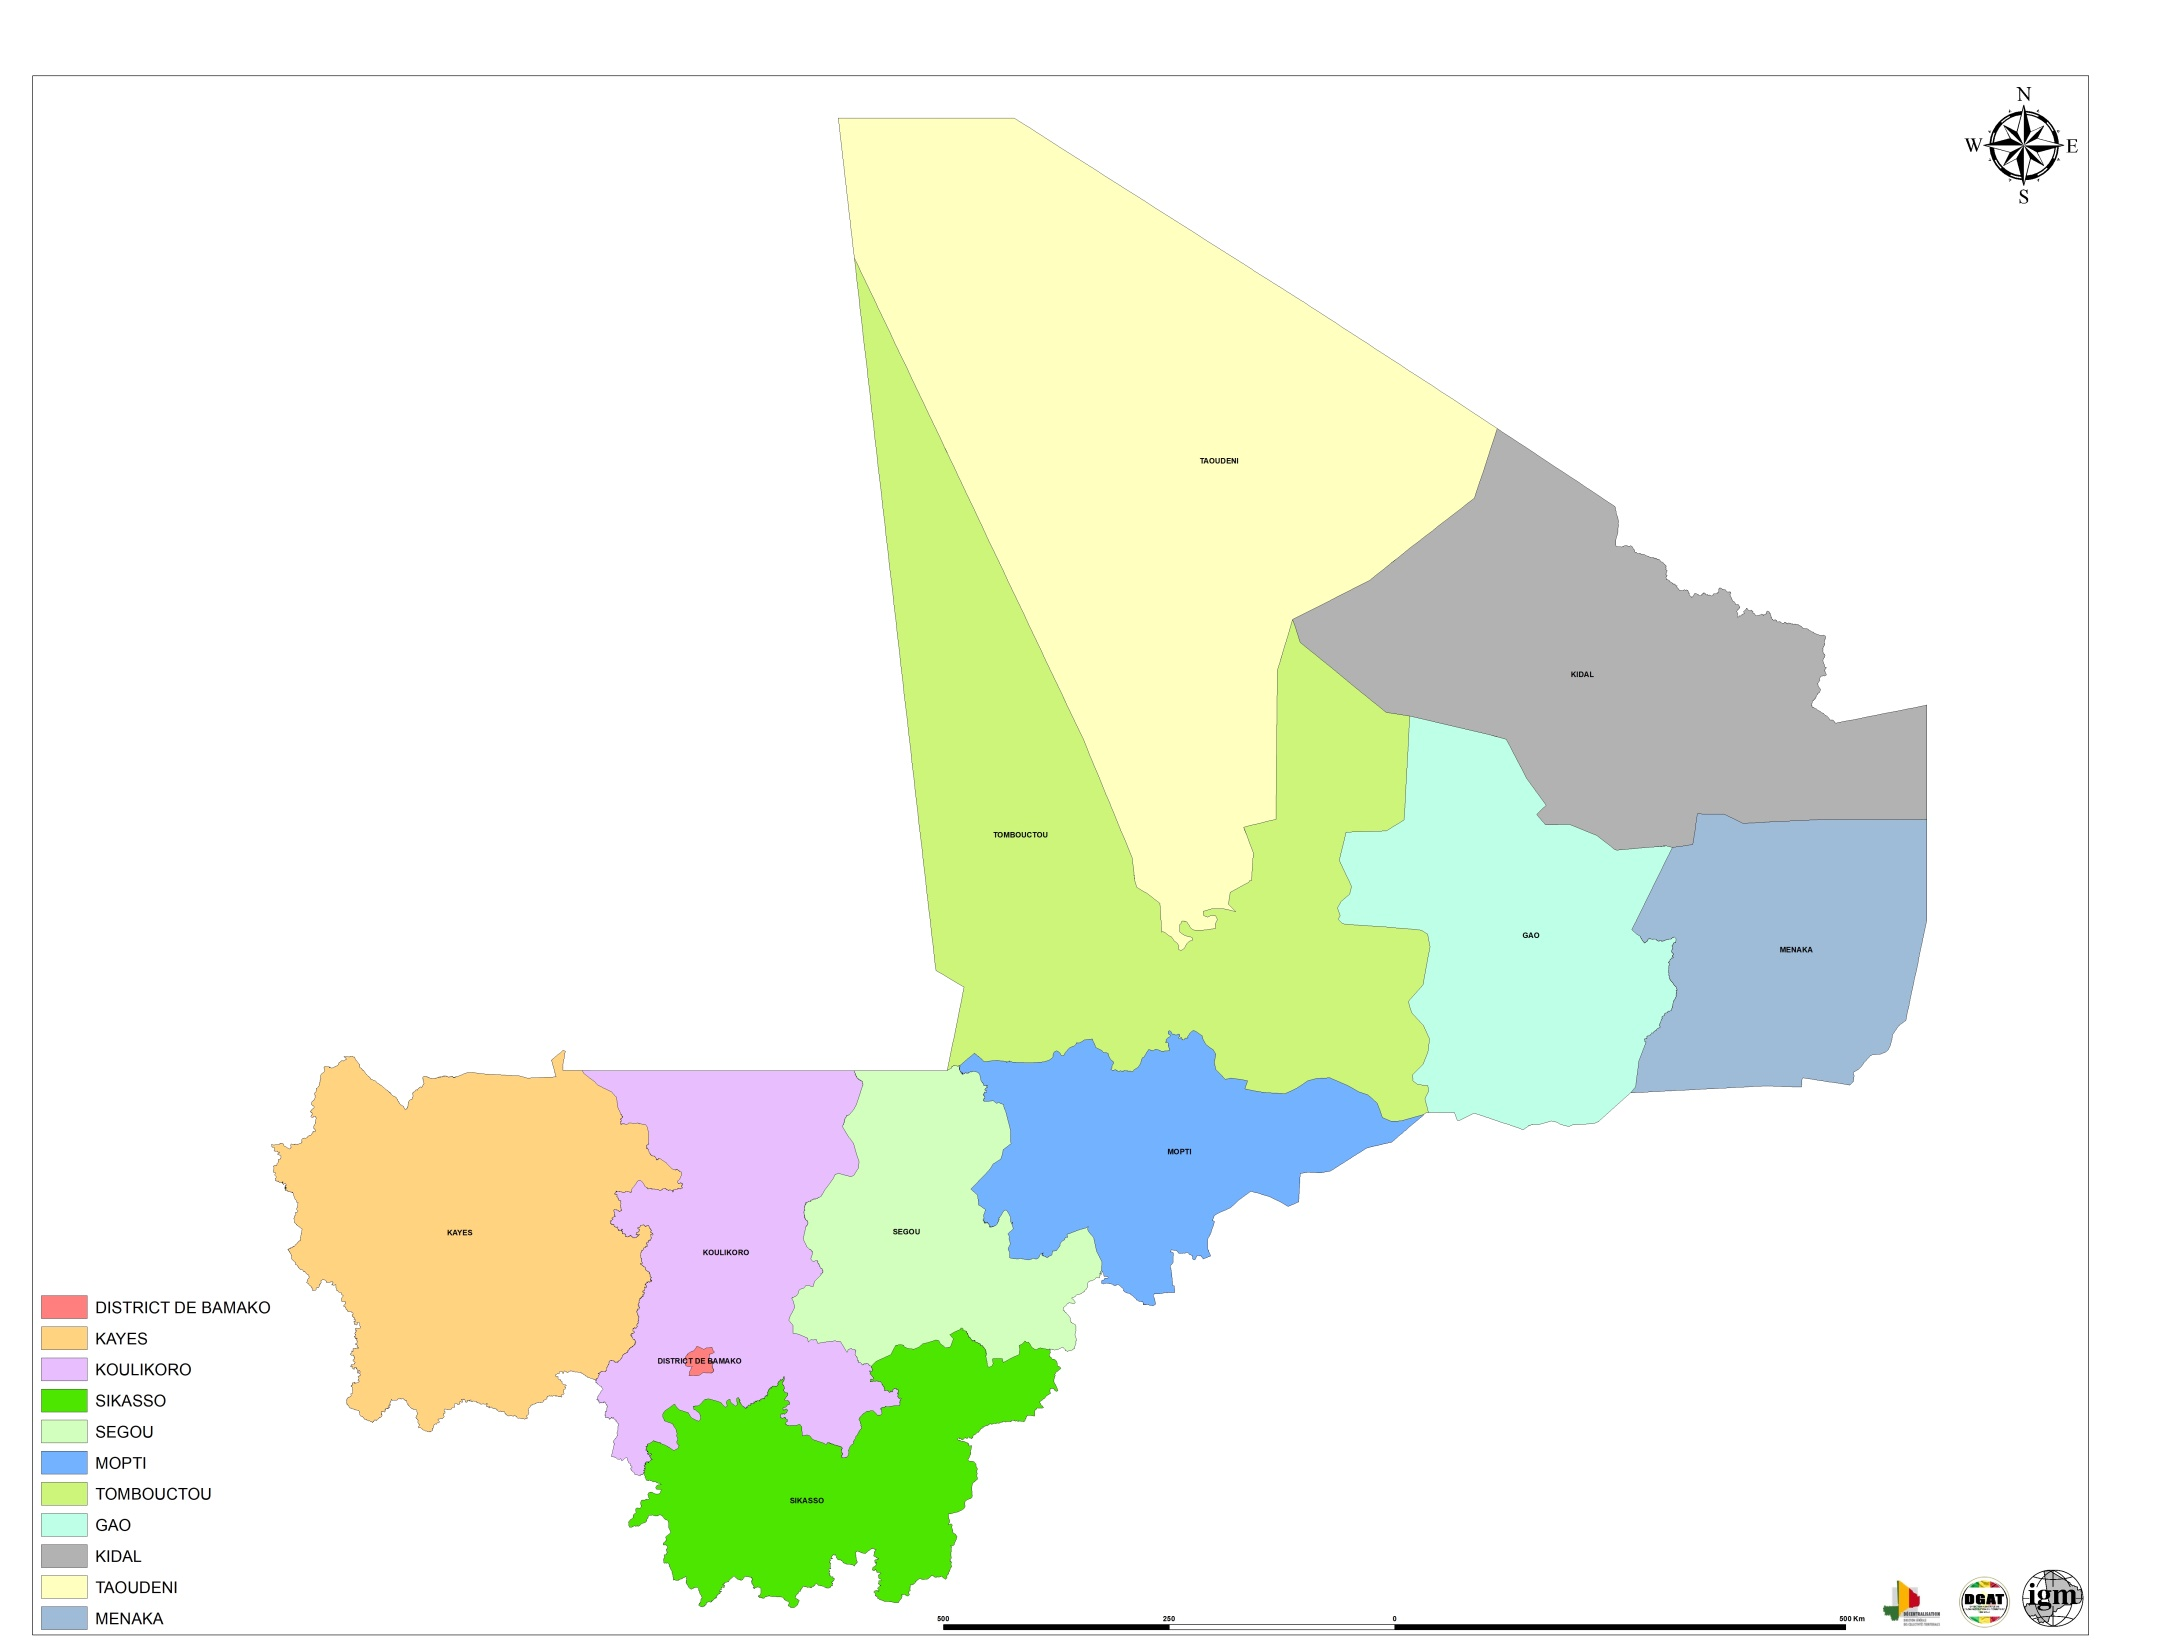 N
W E
S
TAOUDENI
KIDAL
TOMBOUCTOU
GAO
MENAKA
MOPTI
SEGOU
KAYES
KOULIKORO
DISTRICT DE BAMAKO
SIKASSO
DISTRICT DE BAMAKO
KAYES
KOULIKORO
SIKASSO
SEGOU
MOPTI
TOMBOUCTOU
GAO
KIDAL
TAOUDENI
MENAKA
500 250 0 500 Km
DECENTRALISATION
DGAT
igm